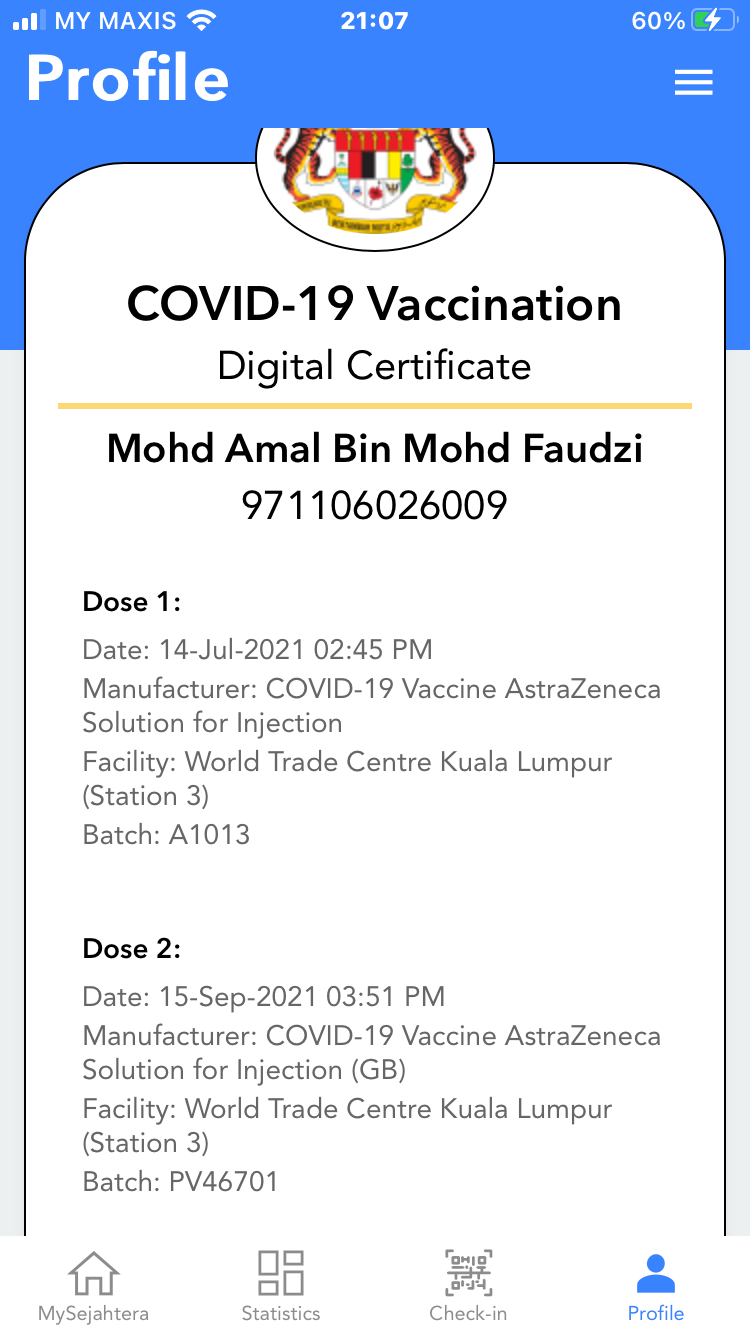 MY MAXIS
21:07
60%
Profile
COVID-19 Vaccination
Digital Certificate
Mohd Amal Bin Mohd Faudzi
971106026009
Dose 1:
Date: 14-Jul-2021 02:45 PM
Manufacturer: COVID-19 Vaccine AstraZeneca
Solution for Injection
Facility: World Trade Centre Kuala Lumpur
(Station 3)
Batch: A1013
Dose 2:
Date: 15-Sep-2021 03:51 PM
Manufacturer: COVID-19 Vaccine AstraZeneca
Solution for Injection (GB)
Facility: World Trade Centre Kuala Lumpur
(Station 3)
Batch: PV46701
MySejahtera
Statistics
Check-in
Profile